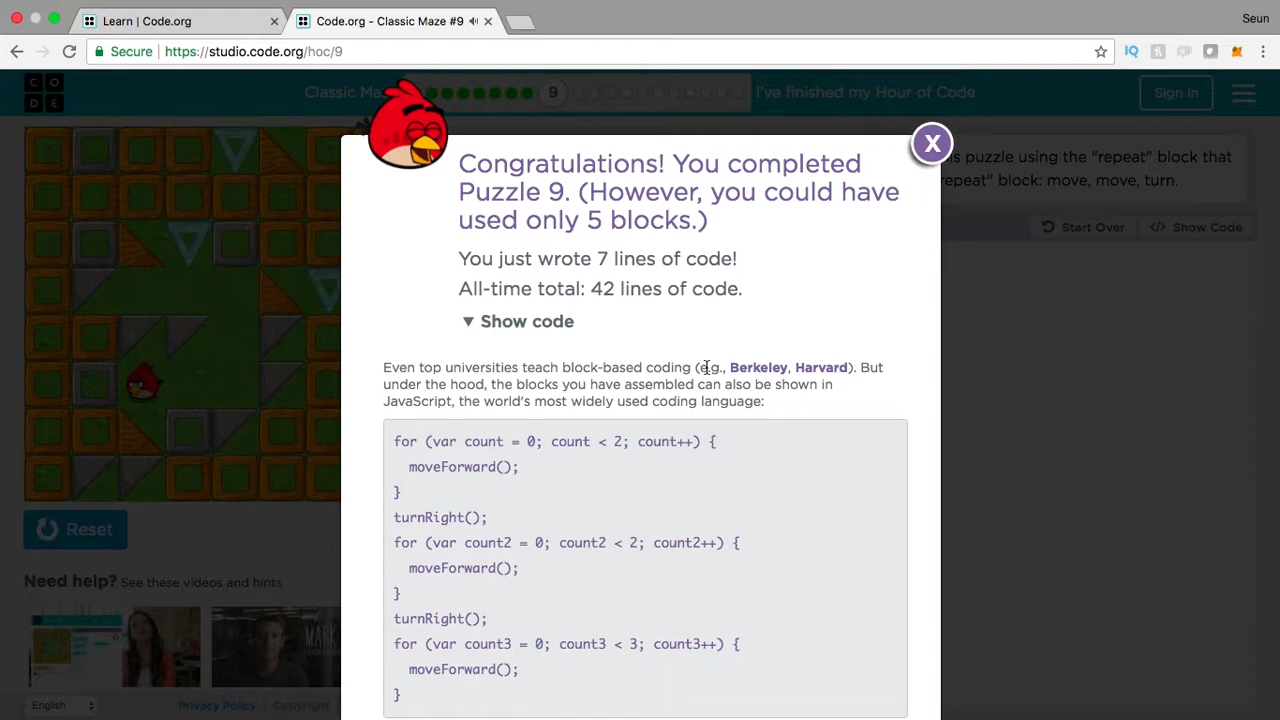 Learn | Code.org
Code.org - Classic Maze #9
Seun
Secure
https://studio.code.org/hoc/9
IQ
C O
D E
Classic Maz
9
I've finished my Hour of Code
Sign in
X
Congratulations! You completed
Puzzle 9. (However, you could have
used only 5 blocks.)
s puzzle using the "repeat" block that
repeat" block: move, move, turn.
Start Over
</> Show Code
You just wrote 7 lines of code!
All-time total: 42 lines of code.
▼ Show code
Even top universities teach block-based coding (e.g., Berkeley, Harvard). But
under the hood, the blocks you have assembled can also be shown in
JavaScript, the world's most widely used coding language:
for (var count = 0; count < 2; count++) {
moveForward();
}
turnRight();
for (var count2 = 0; count2 < 2; count2++) {
moveForward();
}
turnRight();
for (var count3 = 0; count3 < 3; count3++) {
moveForward();
}
Reset
Need help? See these videos and hints
MARK
English
Privacy Policy
Copyright